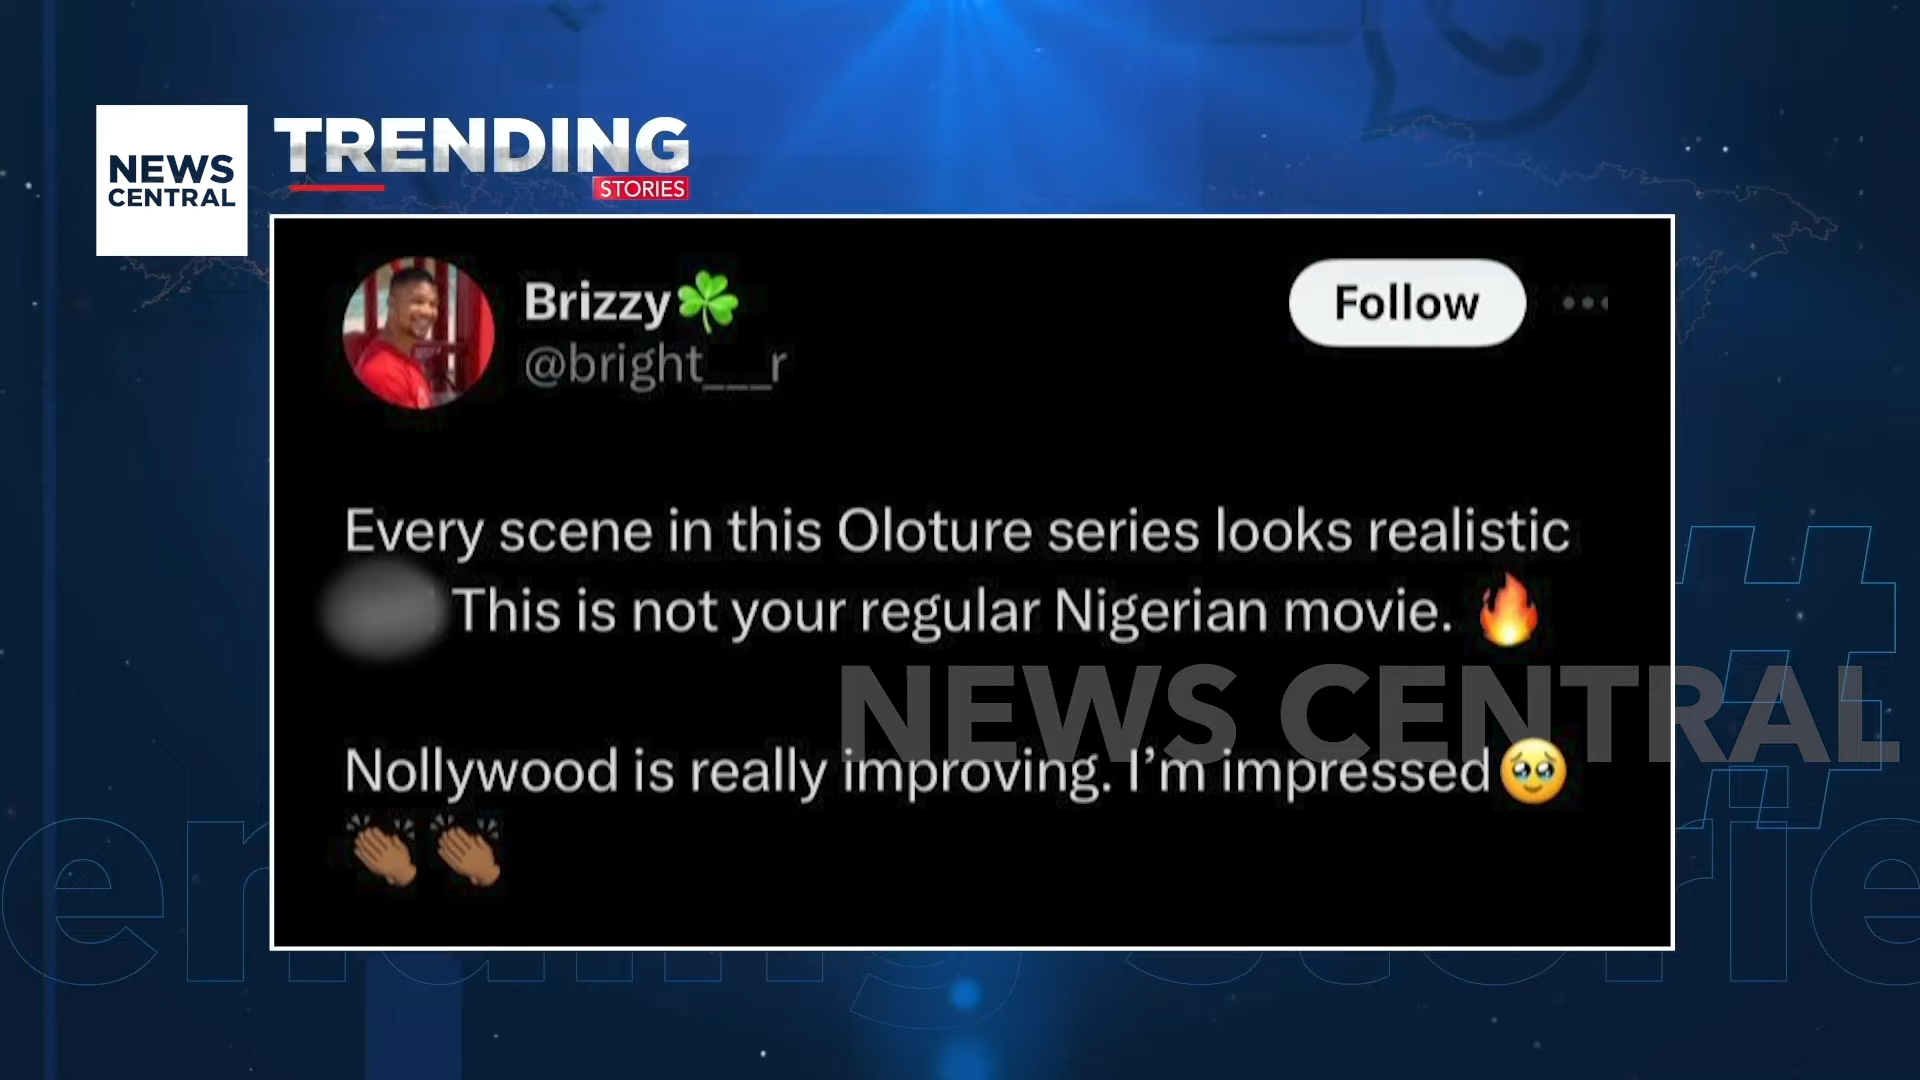 NEWS
CENTRAL
TRENDING
STORIES
Brizzy☘️
@bright___r
Follow
Every scene in this Oloture series looks realistic
This is not your regular Nigerian movie. 🔥
NEWS CENTRAL
Nollywood is really improving. I’m impressed🥹
👏🏾 👏🏾